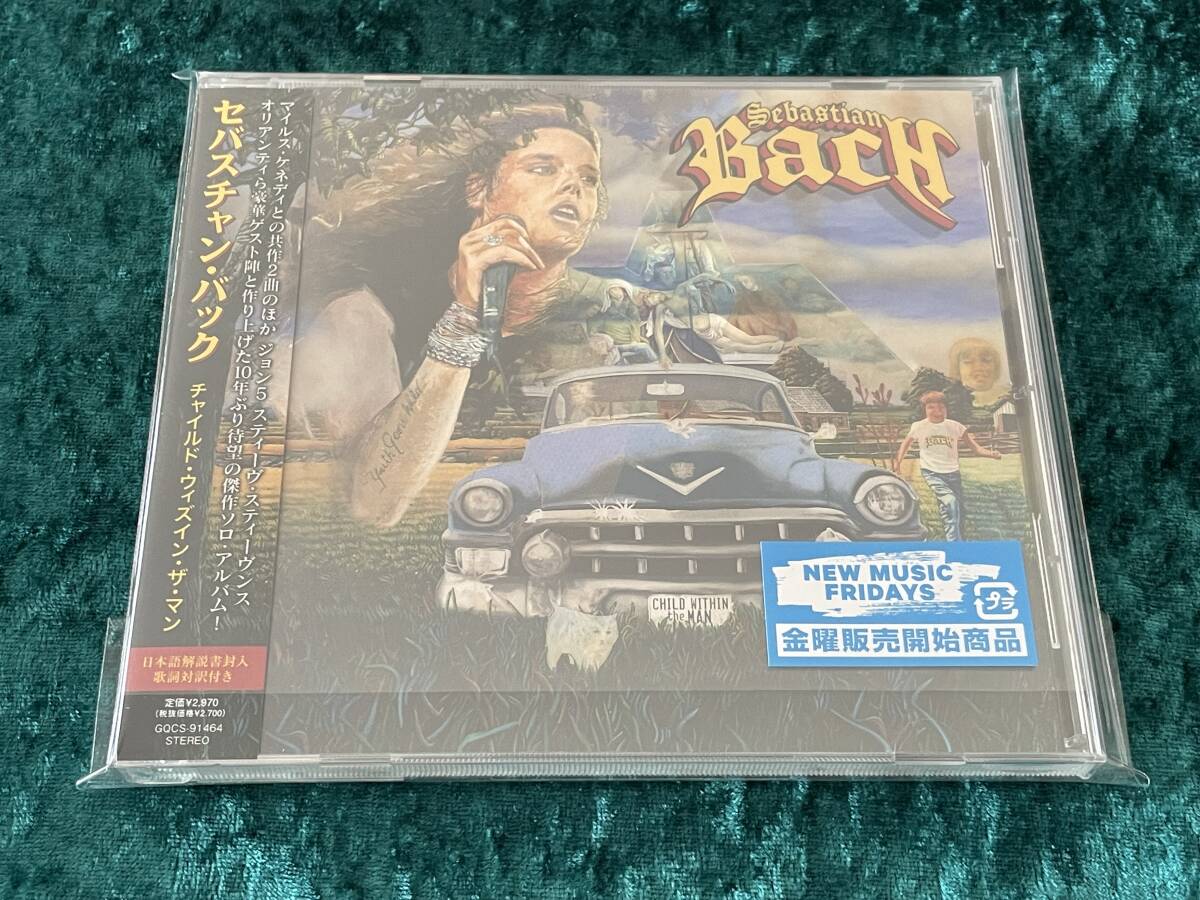 マイルス・ケネディとの共作2曲のほか ジョン5 スティーヴ・スティーヴンス
オリアンティら豪華ゲスト陣と作り上げた10年ぶり待望の傑作ソロ・アルバム!
セバスチャン・バック
チャイルド・ウィズイン・ザ・マン
日本語解説書封入
歌詞対訳付き
定価¥2,970
(税抜価格¥2,700)
GQCS-91464
STEREO
Sebastian
Bach
Youth Gone Wild
BACH
CHILD WITHIN
the MAN
NEW MUSIC
FRIDAYS
プラ
金曜販売開始商品